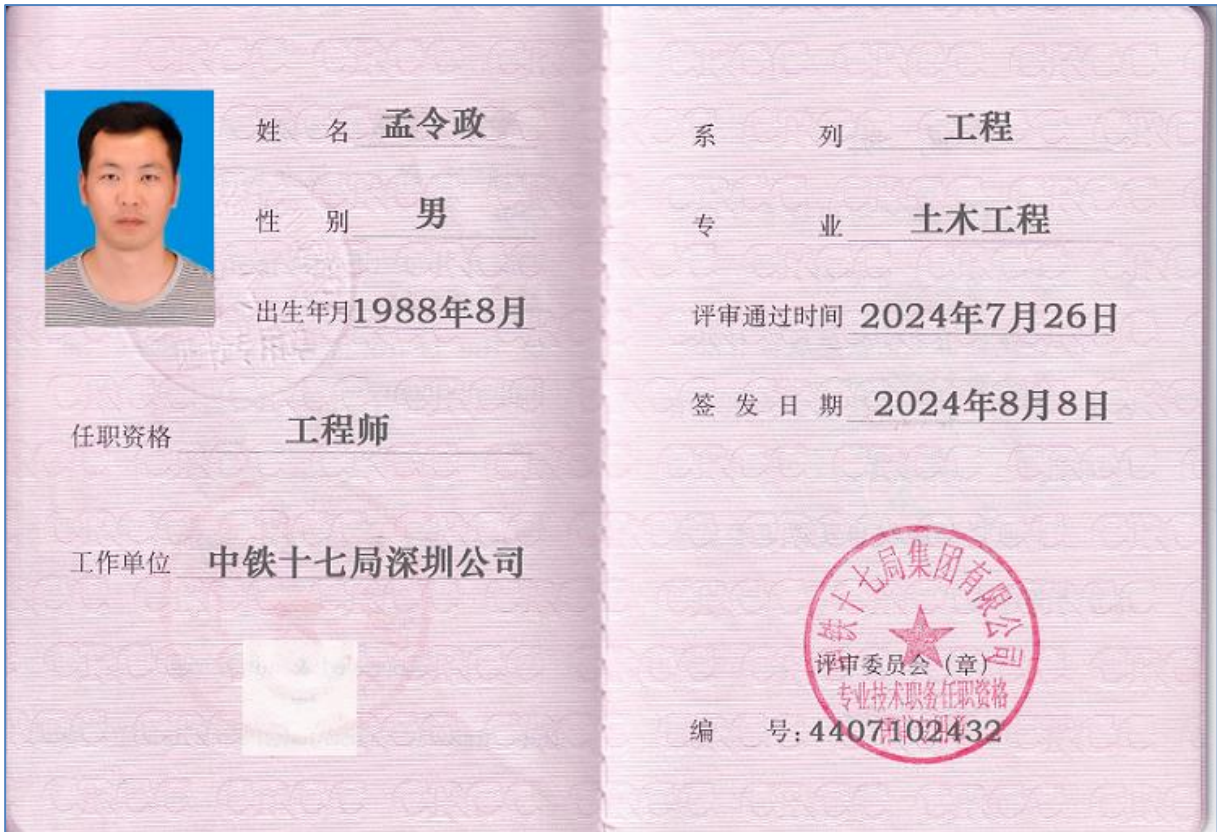 姓 名 孟令政
性 别 男
出生年月 1988年8月
任职资格 工程师
工作单位 中铁十七局深圳公司
系 列 工程
专 业 土木工程
评审通过时间 2024年7月26日
签发日期 2024年8月8日
中铁十七局集团有限公司
评审委员会（章）
专业技术职务任职资格
编 号: 4407102432